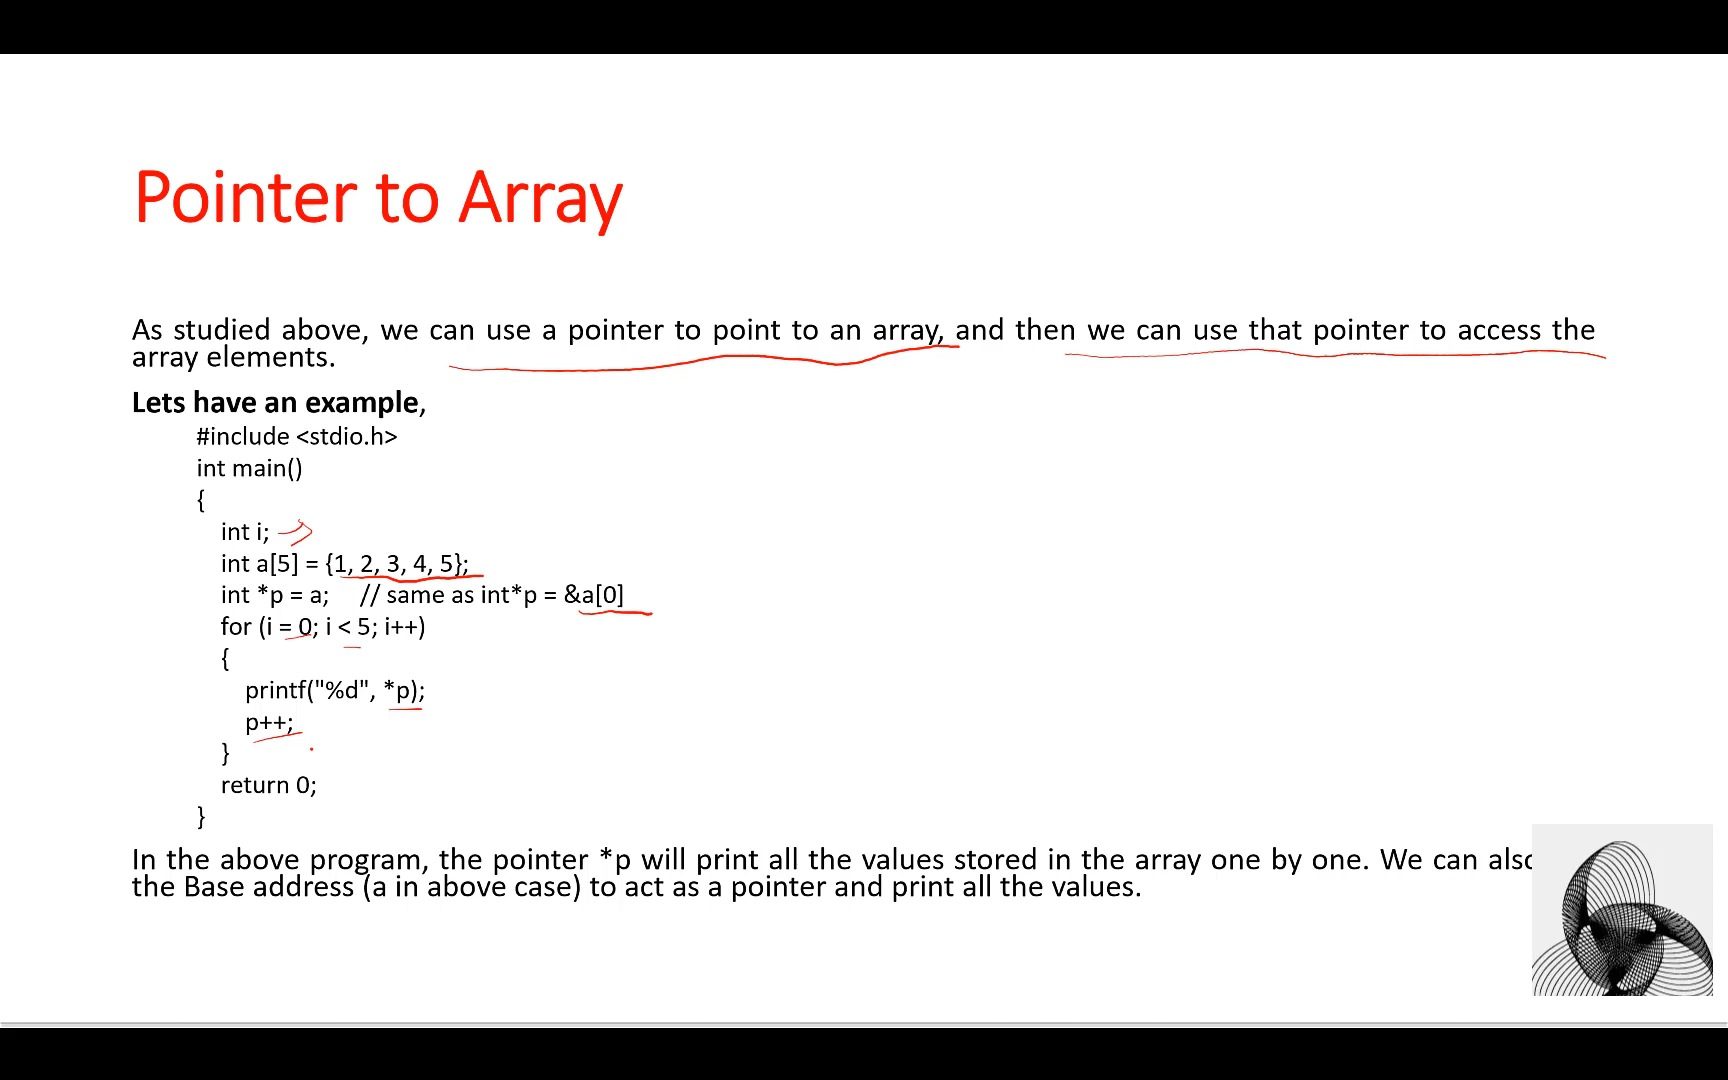 Pointer to Array
As studied above, we can use a pointer to point to an array, and then we can use that pointer to access the
array elements.
Lets have an example,
#include <stdio.h>
int main()
{
int i;
int a[5] = {1, 2, 3, 4, 5};
int *p = a; // same as int*p = &a[0]
for (i = 0; i < 5; i++)
{
printf("%d", *p);
p++;
}
return 0;
}
In the above program, the pointer *p will print all the values stored in the array one by one. We can also
the Base address (a in above case) to act as a pointer and print all the values.